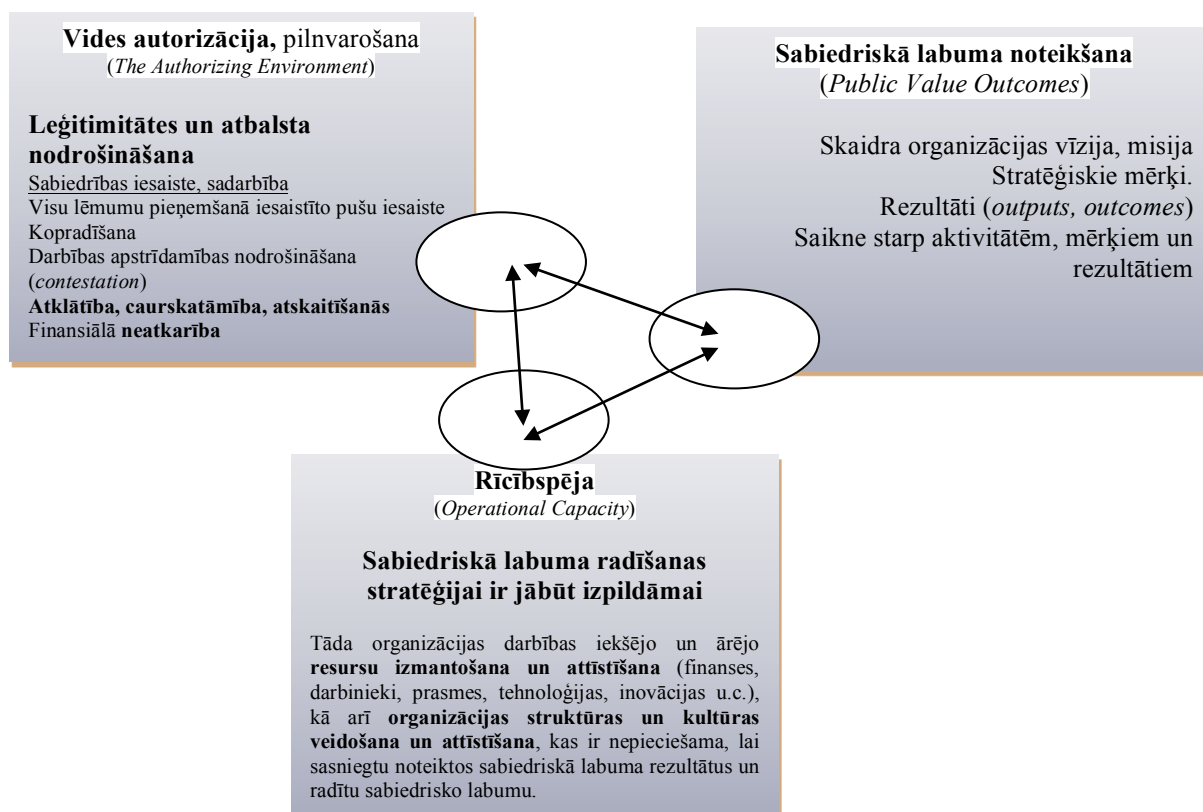 Vides autorizācija, pilnvarošana
(The Authorizing Environment)
Leģitimitātes un atbalsta
nodrošināšana
Sabiedrības iesaiste, sadarbība
Visu lēmumu pieņemšanā iesaistīto pušu iesaiste
Kopradīšana
Darbības apstrīdamības nodrošināšana
(contestation)
Atklātība, caurskatāmība, atskaitīšanās
Finansiālā neatkarība
Sabiedriskā labuma noteikšana
(Public Value Outcomes)
Skaidra organizācijas vīzija, misija
Stratēģiskie mērķi.
Rezultāti (outputs, outcomes)
Saikne starp aktivitātēm, mērķiem un
rezultātiem
Rīcībspēja
(Operational Capacity)
Sabiedriskā labuma radīšanas
stratēģijai ir jābūt izpildāmai
Tāda organizācijas darbības iekšējo un ārējo
resursu izmantošana un attīstīšana (finanses,
darbinieki, prasmes, tehnoloģijas, inovācijas u.c.),
kā arī organizācijas struktūras un kultūras
veidošana un attīstīšana, kas ir nepieciešama, lai
sasniegtu noteiktos sabiedriskā labuma rezultātus un
radītu sabiedrisko labumu.